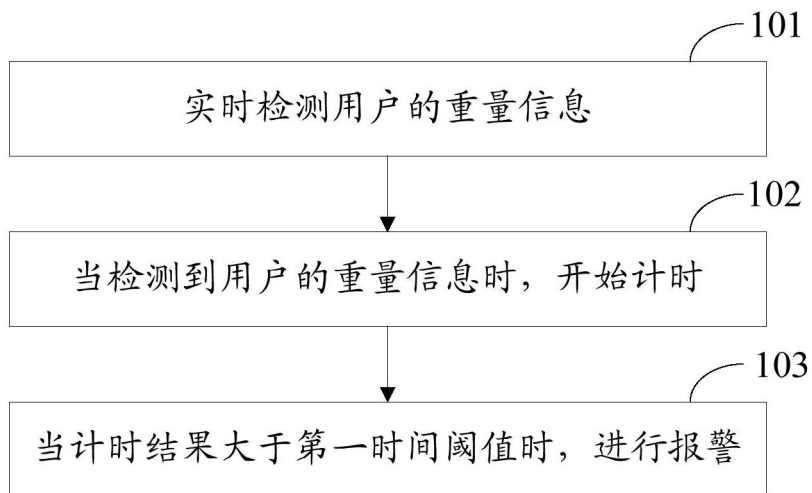 101
实时检测用户的重量信息
102
当检测到用户的重量信息时，开始计时
103
当计时结果大于第一时间阈值时，进行报警